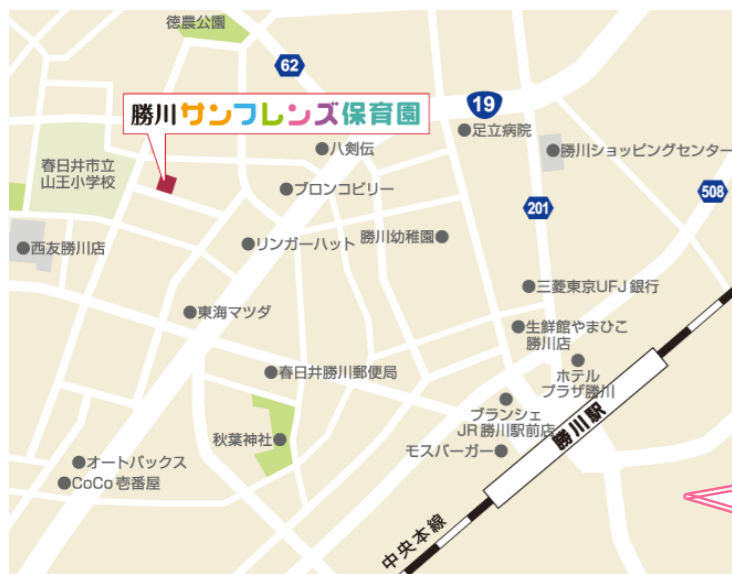 徳農公園
62
19
勝川サンフレンズ保育園
足立病院
八剣伝
勝川ショッピングセンター
春日井市立
山王小学校
ブロンコビリー
508
201
西友勝川店
リンガーハット
勝川幼稚園
三菱東京UFJ銀行
東海マツダ
生鮮館やまひこ
勝川店
春日井勝川郵便局
ホテル
プラザ勝川
ブランシェ
JR勝川駅前店
勝川駅
秋葉神社
モスバーガー
オートバックス
CoCo壱番屋
中央本線